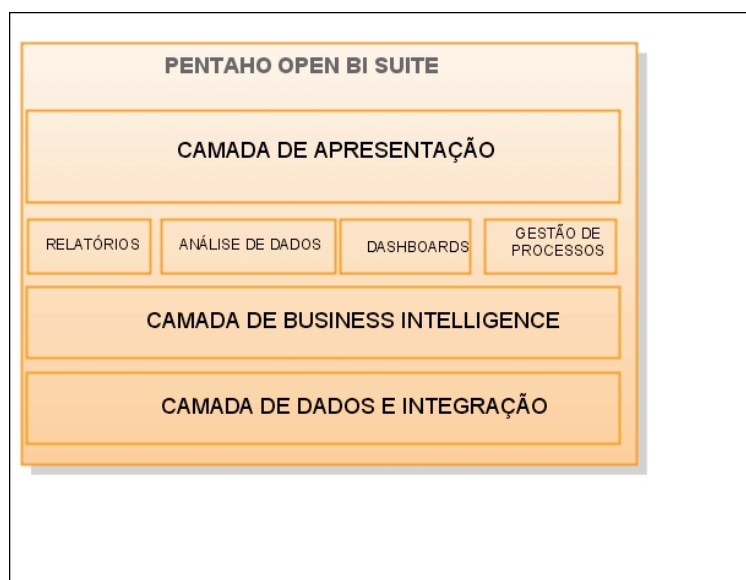 PENTAHO OPEN BI SUITE
CAMADA DE APRESENTAÇÃO
RELATÓRIOS
ANÁLISE DE DADOS
DASHBOARDS
GESTÃO DE
PROCESSOS
CAMADA DE BUSINESS INTELLIGENCE
CAMADA DE DADOS E INTEGRAÇÃO